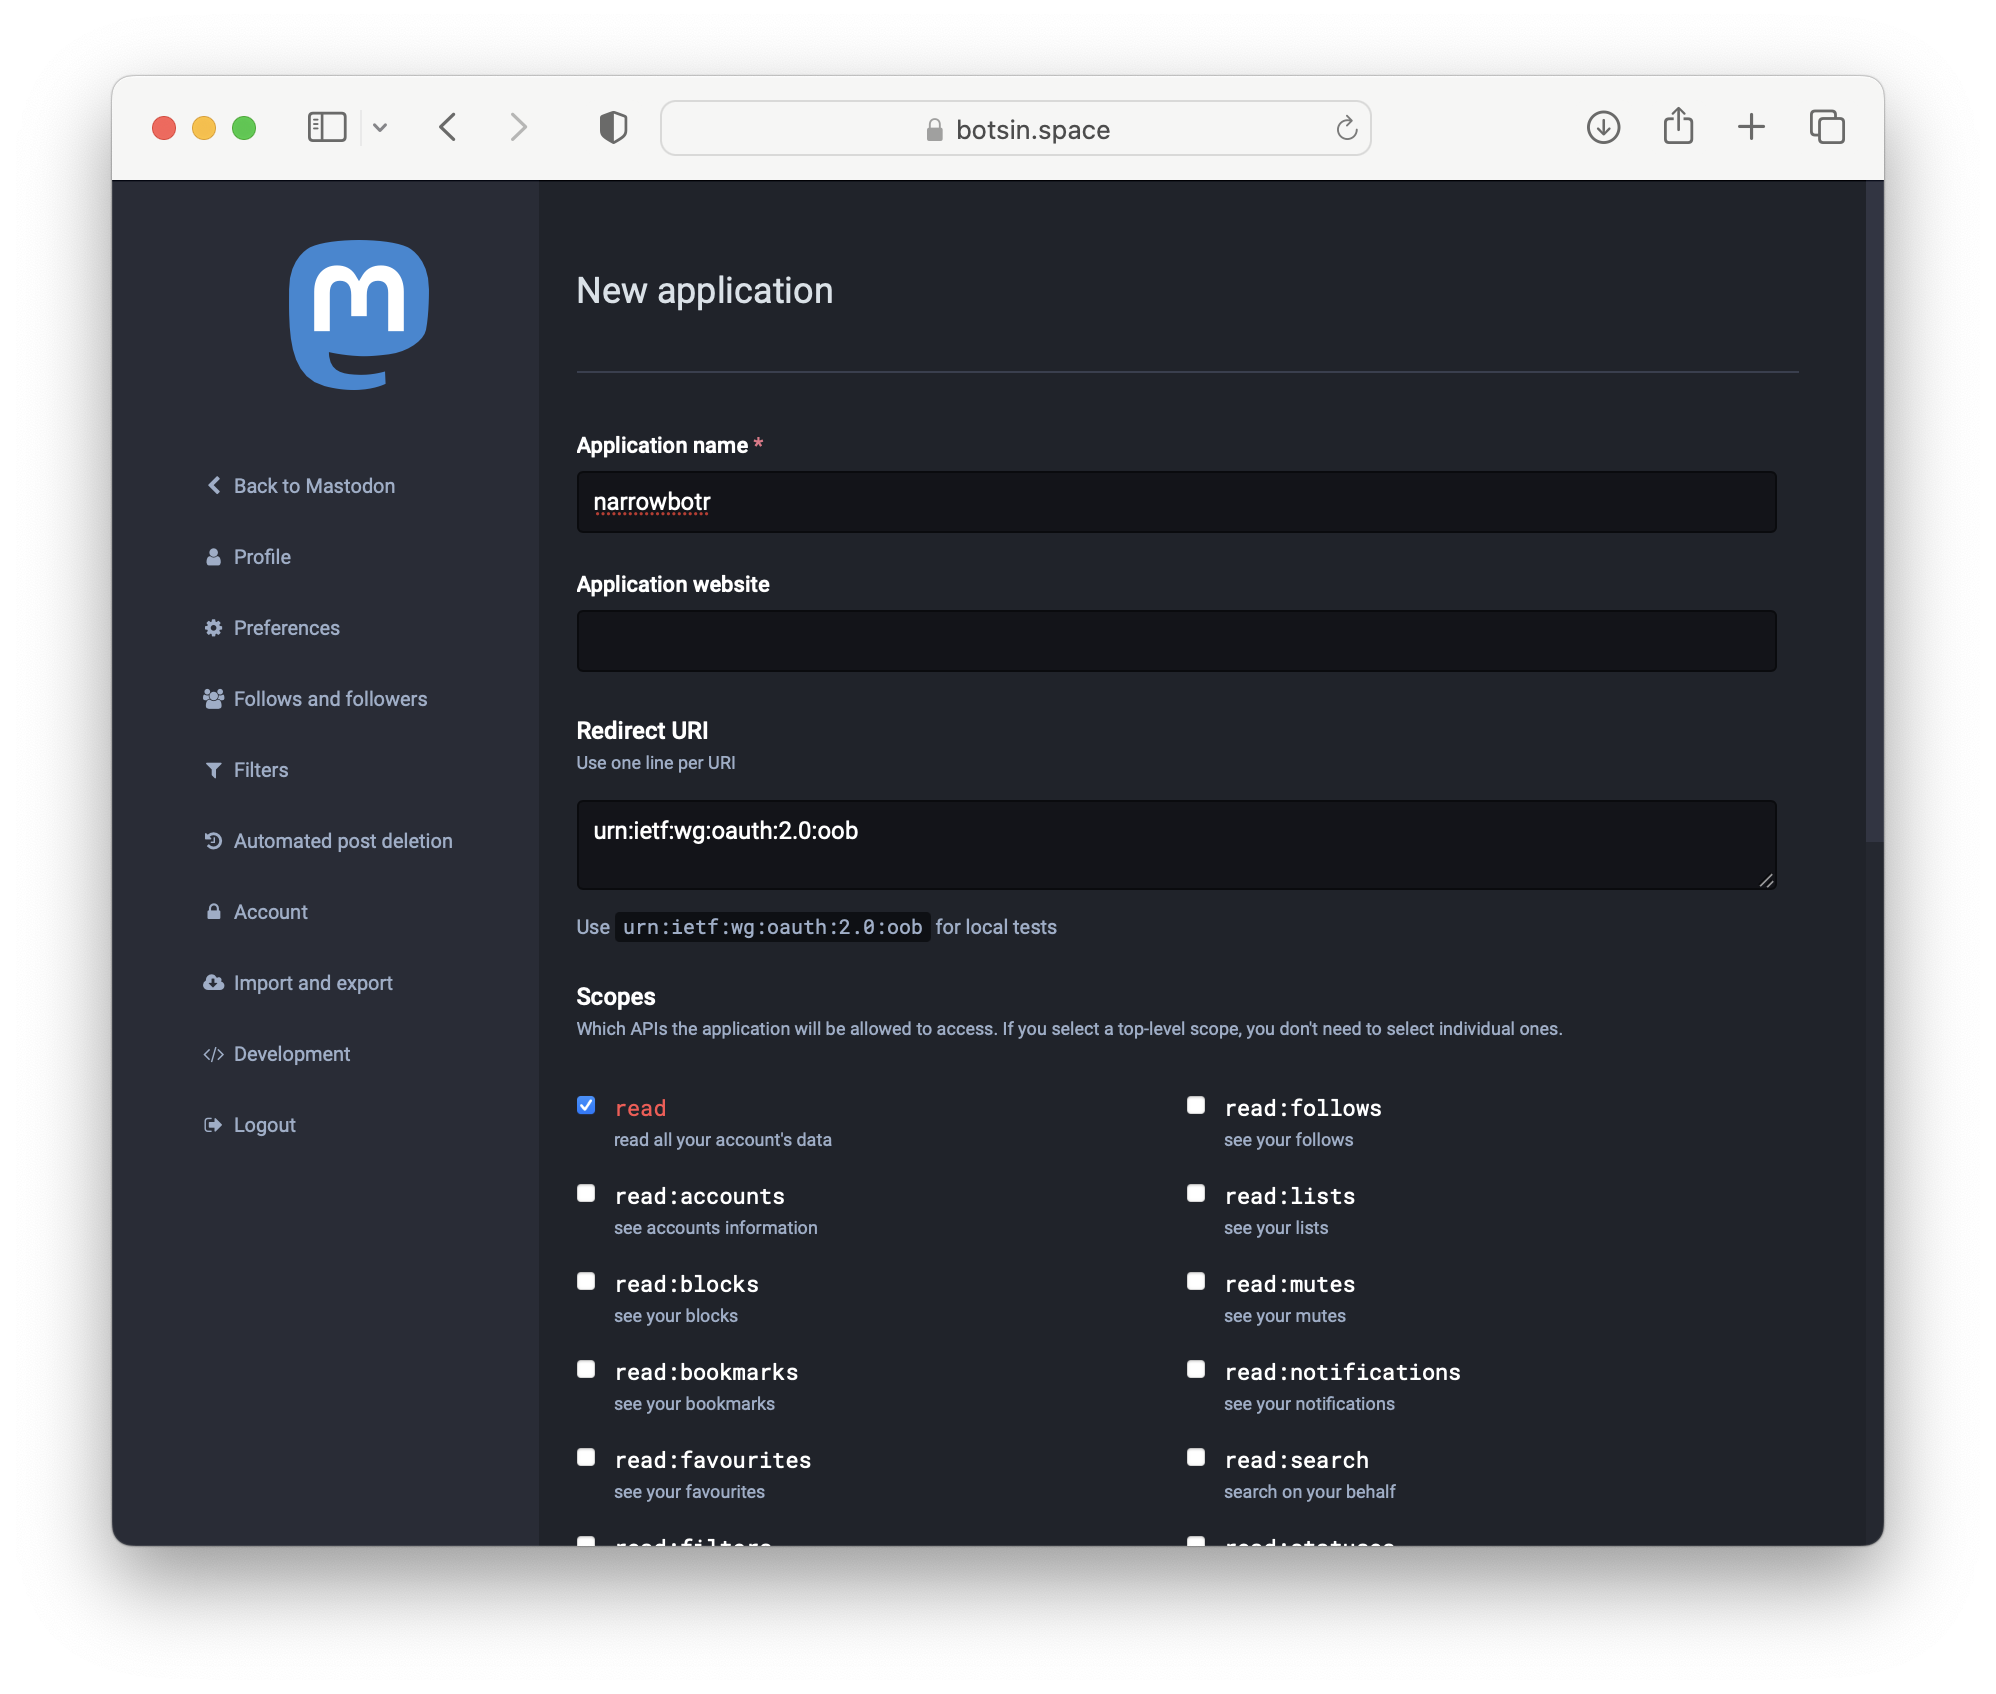 botsin.space
New application
Back to Mastodon
Profile
Preferences
Follows and followers
Filters
Automated post deletion
Account
Import and export
Development
Logout
Application name *
narrowbotr
Application website
Redirect URI
Use one line per URI
urn:ietf:wg:oauth:2.0:oob
Use urn:ietf:wg:oauth:2.0:oob for local tests
Scopes
Which APIs the application will be allowed to access. If you select a top-level scope, you don't need to select individual ones.
read
read all your account's data
read:follows
see your follows
read:accounts
see accounts information
read:lists
see your lists
read:blocks
see your blocks
read:mutes
see your mutes
read:bookmarks
see your bookmarks
read:notifications
see your notifications
read:favourites
see your favourites
read:search
search on your behalf
read:filters
read:statuses